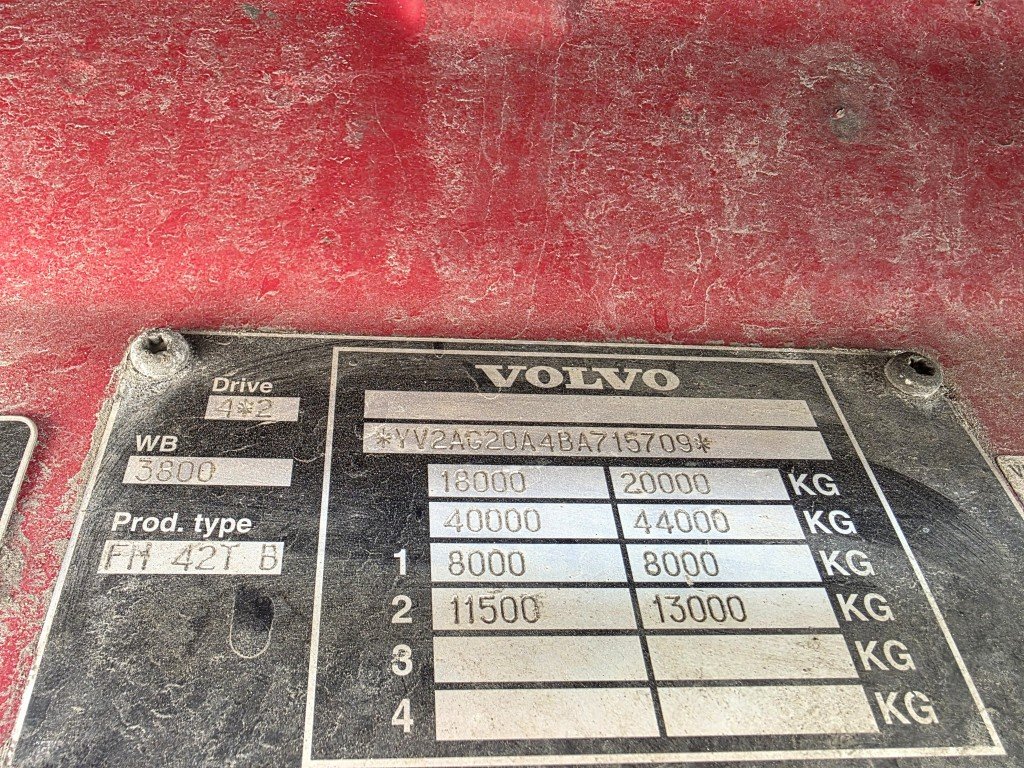 VOLVO
Drive
4*2
*YV2AG20A4BA715709*
WB
3800
18000 20000 KG
Prod. type
40000 44000 KG
FM 42T B
1 8000 8000 KG
2 11500 13000 KG
3 KG
4 KG